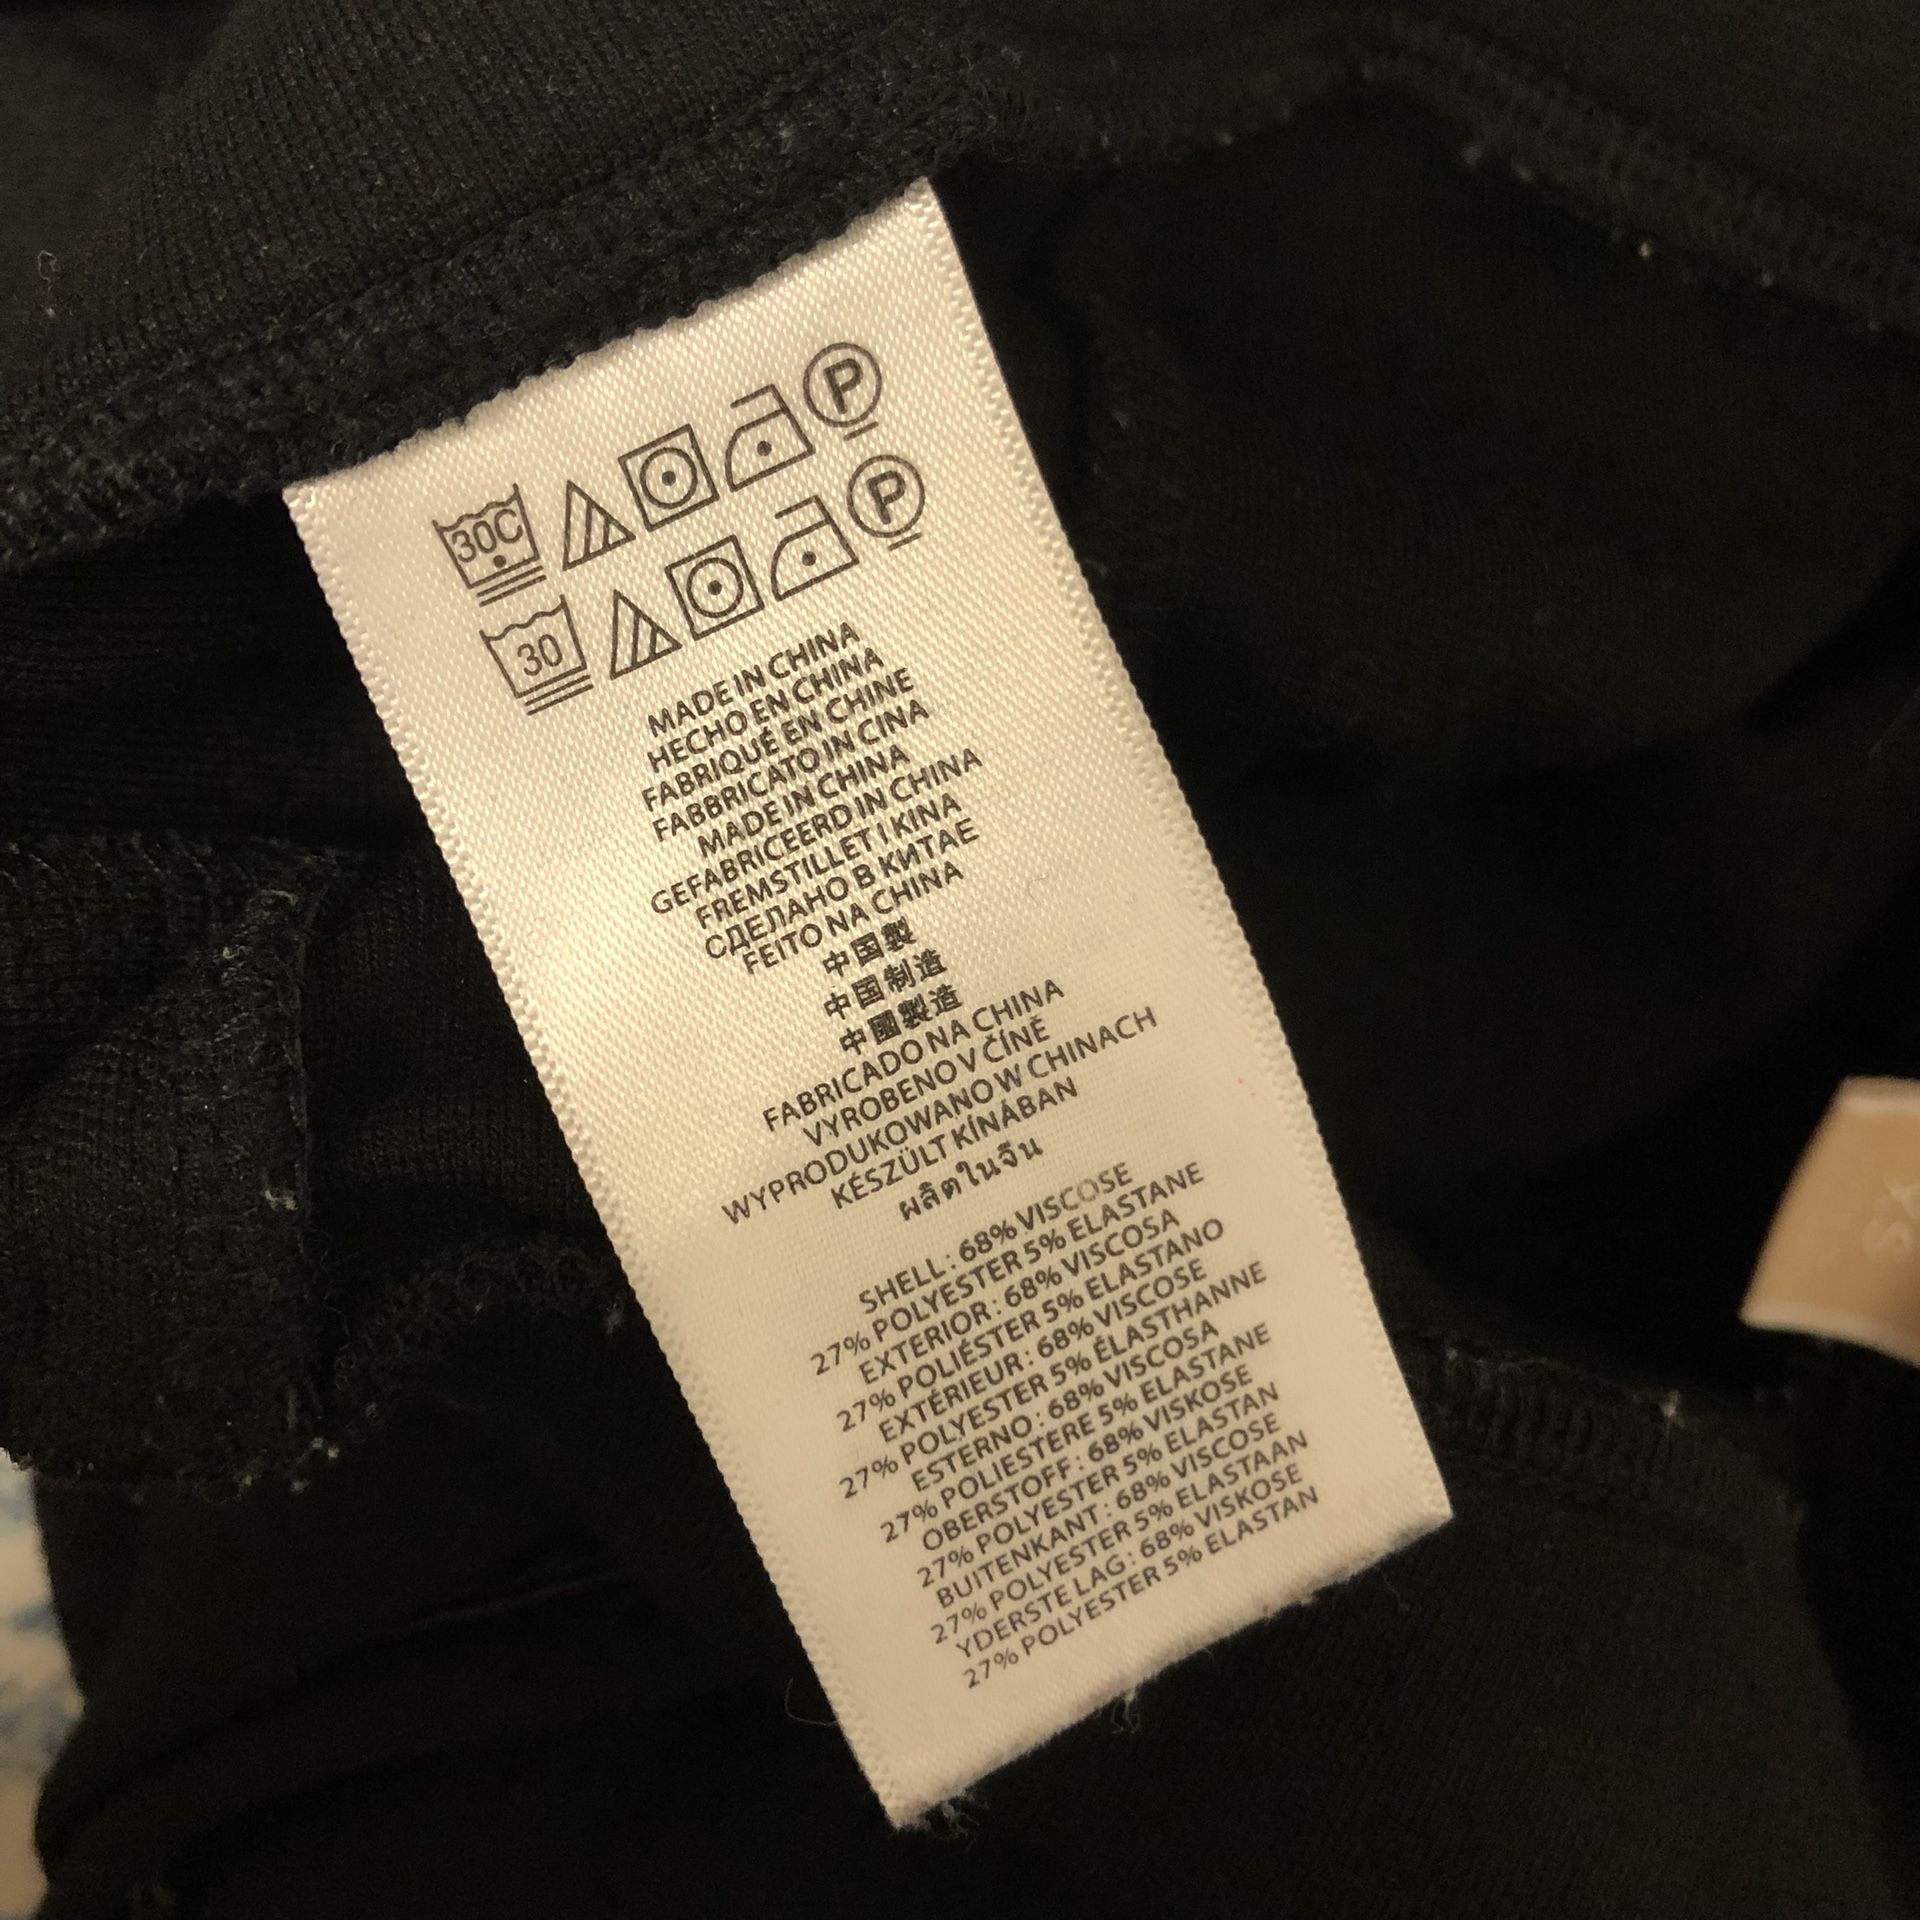 30C P
30 P
MADE IN CHINA
HECHO EN CHINA
FABRIQUÉ EN CHINE
FABBRICATO IN CINA
MADE IN CHINA
GEFABRICEERD IN CHINA
FREMSTILLET I KINA
СДЕЛАНО В КИТАЕ
FEITO NA CHINA
中国製
中国制造
中國製造
FABRICADO NA CHINA
VYROBENO V ČÍNĚ
WYPRODUKOWANO W CHINACH
KÉSZÜLT KÍNÁBAN
ผลิตในจีน
SHELL : 68% VISCOSE
27% POLYESTER 5% ELASTANE
EXTERIOR : 68% VISCOSA
27% POLIÉSTER 5% ELASTANO
EXTÉRIEUR : 68% VISCOSE
27% POLYESTER 5% ÉLASTHANNE
ESTERNO : 68% VISCOSA
27% POLIESTERE 5% ELASTANE
OBERSTOFF : 68% VISKOSE
27% POLYESTER 5% ELASTAN
BUITENKANT : 68% VISCOSE
27% POLYESTER 5% ELASTAAN
YDERSTE LAG : 68% VISKOSE
27% POLYESTER 5% ELASTAN